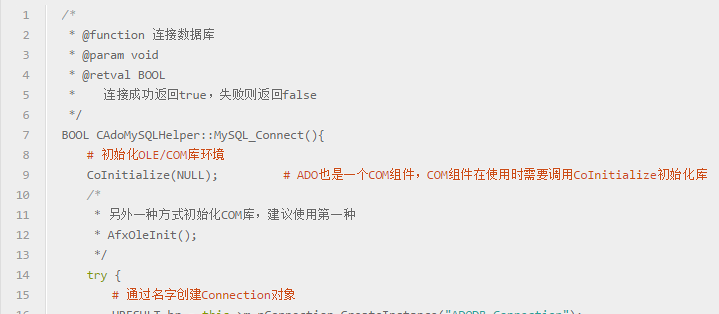 1 /*
2 * @function 连接数据库
3 * @param void
4 * @retval BOOL
5 * 连接成功返回true，失败则返回false
6 */
7 BOOL CAdoMySQLHelper::MySQL_Connect(){
8 # 初始化OLE/COM库环境
9 CoInitialize(NULL); # ADO也是一个COM组件，COM组件在使用时需要调用CoInitialize初始化库
10 /*
11 * 另外一种方式初始化COM库，建议使用第一种
12 * AfxOleInit();
13 */
14 try {
15 # 通过名字创建Connection对象
16 HRESULT hr this m_pConnection.CreateInstance("ADODB.Connection");